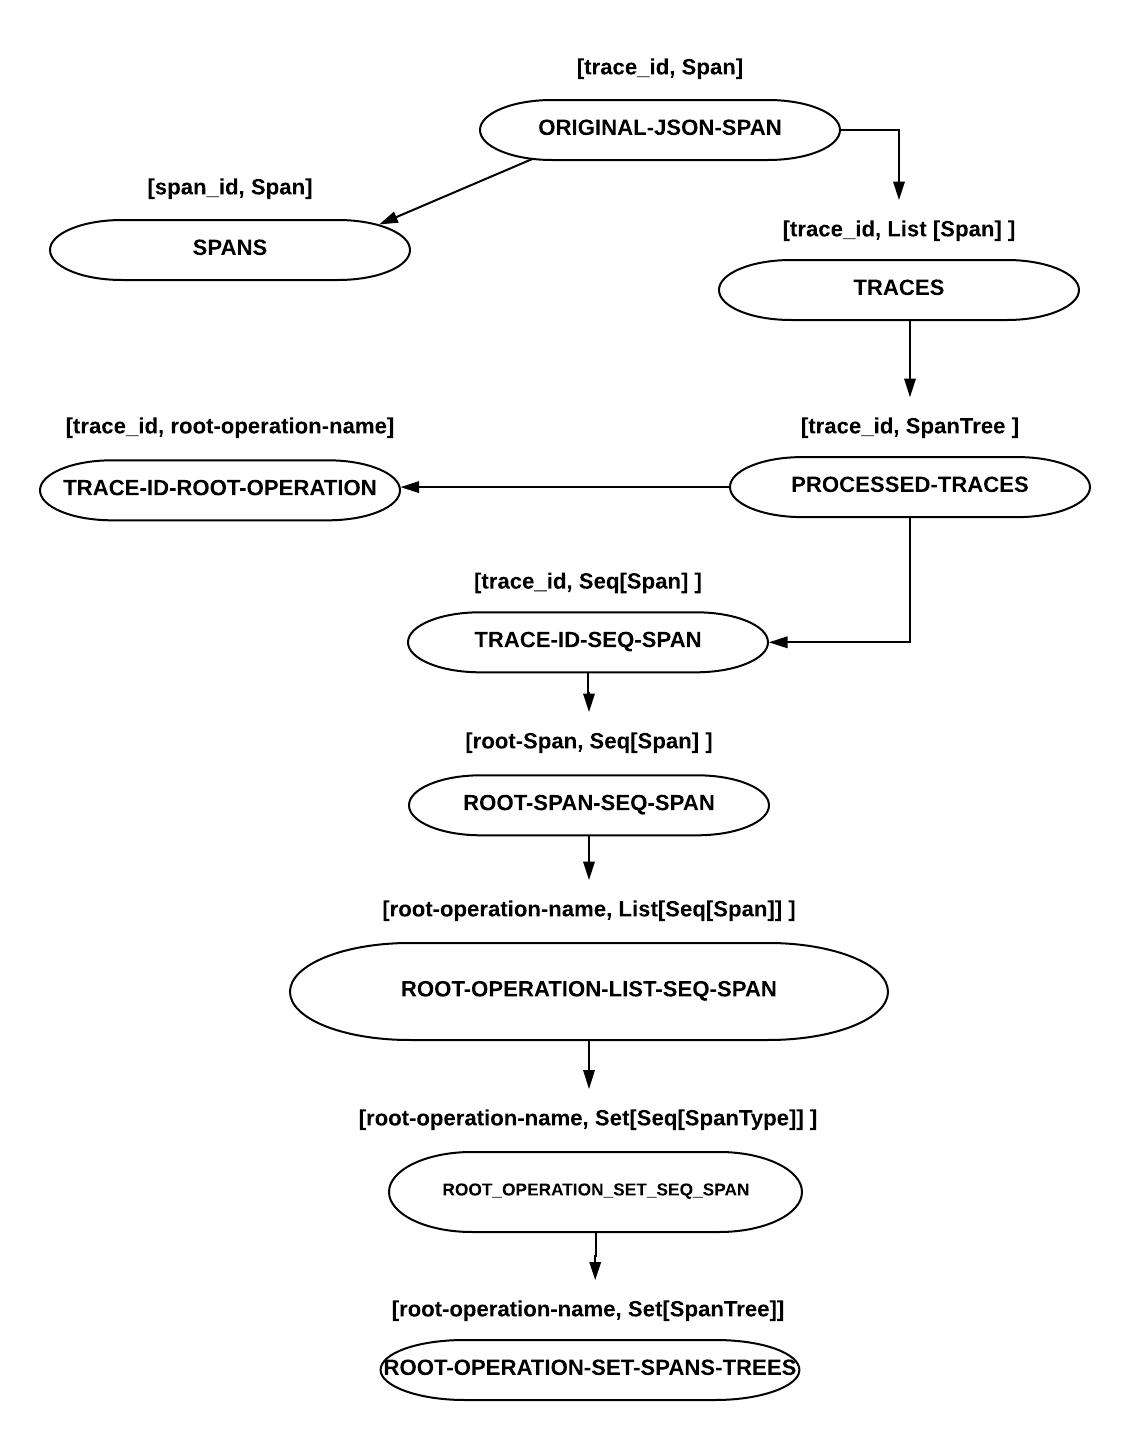 [trace_id, Span]
ORIGINAL-JSON-SPAN
[span_id, Span]
SPANS
[trace_id, List [Span] ]
TRACES
[trace_id, root-operation-name]
TRACE-ID-ROOT-OPERATION
[trace_id, SpanTree ]
PROCESSED-TRACES
[trace_id, Seq[Span] ]
TRACE-ID-SEQ-SPAN
[root-Span, Seq[Span] ]
ROOT-SPAN-SEQ-SPAN
[root-operation-name, List[Seq[Span]] ]
ROOT-OPERATION-LIST-SEQ-SPAN
[root-operation-name, Set[Seq[SpanType]] ]
ROOT_OPERATION_SET_SEQ_SPAN
[root-operation-name, Set[SpanTree]]
ROOT-OPERATION-SET-SPANS-TREES